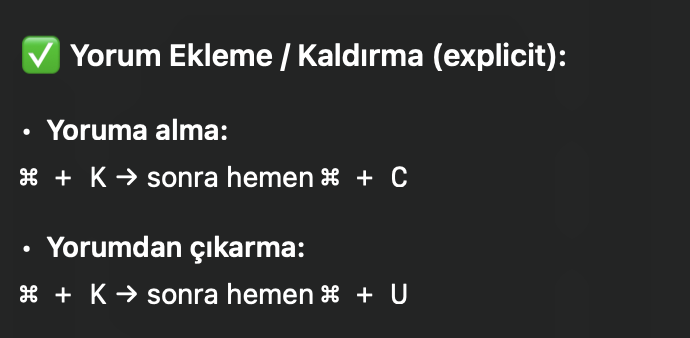 ✅ Yorum Ekleme / Kaldırma (explicit):
• Yoruma alma:
⌘ + K → sonra hemen ⌘ + C
• Yorumdan çıkarma:
⌘ + K → sonra hemen ⌘ + U